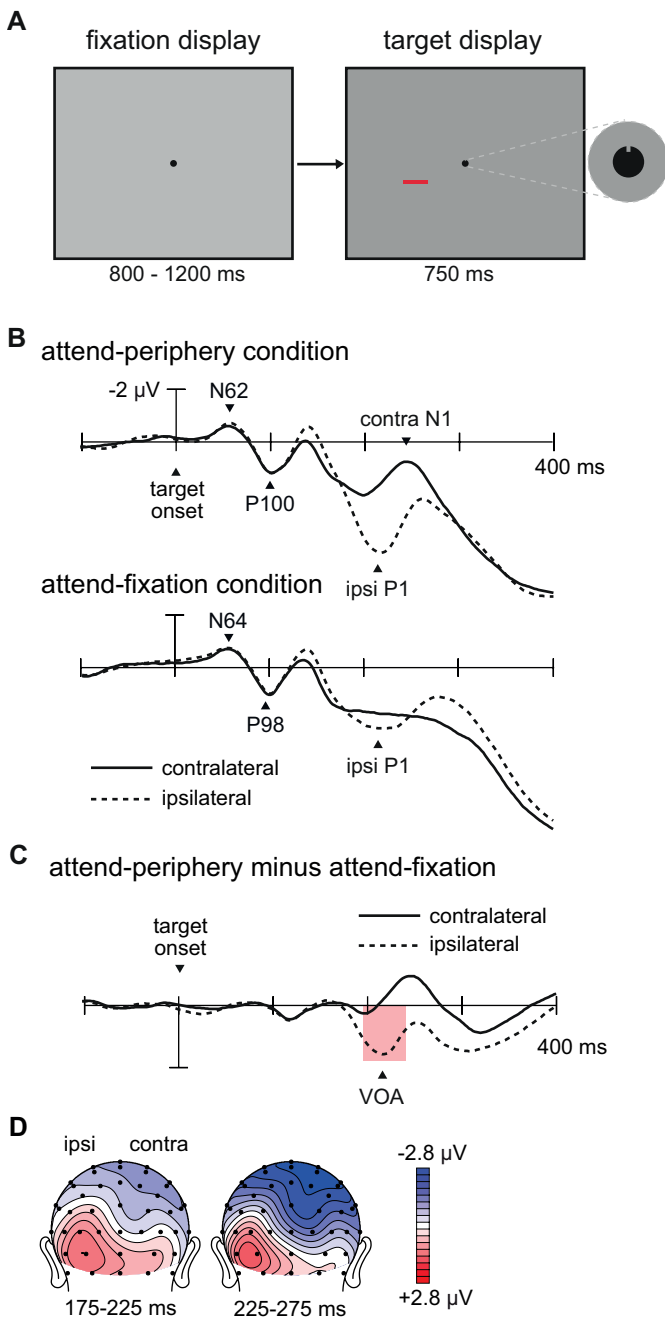 A
fixation display
target display
800 - 1200 ms
750 ms
B
attend-periphery condition
-2 µV
N62
contra N1
400 ms
target
onset
P100
ipsi P1
attend-fixation condition
N64
P98
ipsi P1
contralateral
ipsilateral
C
attend-periphery minus attend-fixation
target
onset
contralateral
ipsilateral
400 ms
VOA
D
ipsi
contra
-2.8 µV
+2.8 µV
175-225 ms
225-275 ms